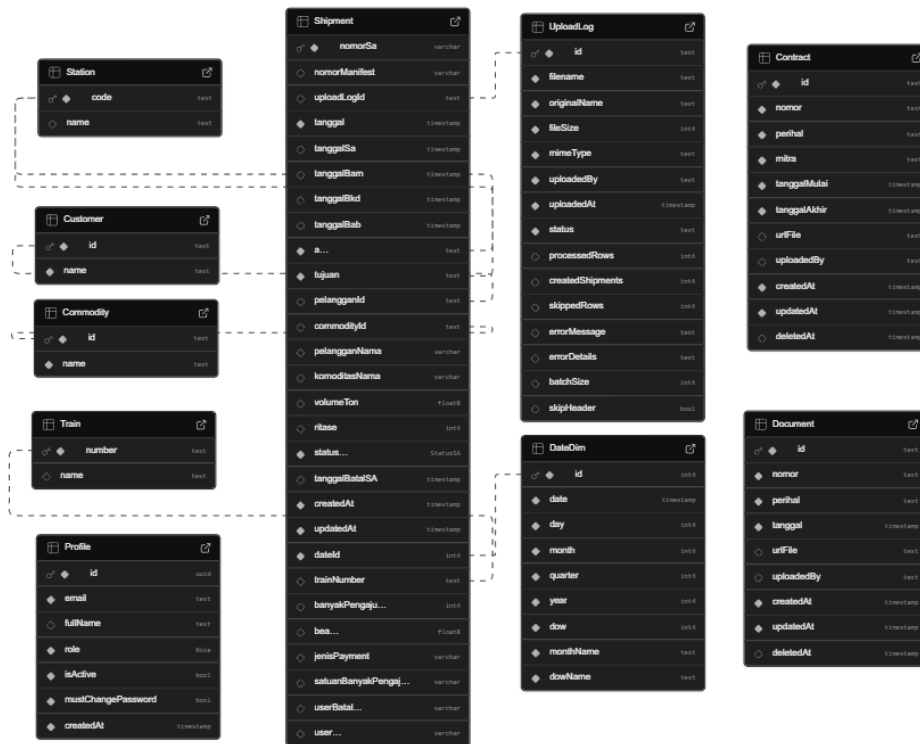 Station
code text
name text
Customer
id text
name text
Commodity
id text
name text
Train
number text
name text
Profile
id uuid
email text
fullName text
role Role
isActive bool
mustChangePassword bool
createdAt timestamp
Shipment
nomorSa varchar
nomorManifest varchar
uploadLogId text
tanggal timestamp
tanggalSa timestamp
tanggalBam timestamp
tanggalBkd timestamp
tanggalBab timestamp
a... text
tujuan text
pelangganId text
commodityId text
pelangganNama varchar
komoditasNama varchar
volumeTon float8
ritase int4
status... StatusSA
tanggalBatalSA timestamp
createdAt timestamp
updatedAt timestamp
dateId int4
trainNumber text
banyakPengaju... int4
bea... float8
jenisPayment varchar
satuanBanyakPengaj... varchar
userBatal... varchar
user... varchar
UploadLog
id text
filename text
originalName text
fileSize int4
mimeType text
uploadedBy text
uploadedAt timestamp
status text
processedRows int4
createdShipments int4
skippedRows int4
errorMessage text
errorDetails text
batchSize int4
skipHeader bool
DateDim
id int4
date timestamp
day int4
month int4
quarter int4
year int4
dow int4
monthName text
dowName text
Contract
id text
nomor text
perihal text
mitra text
tanggalMulai timestamp
tanggalAkhir timestamp
urlFile text
uploadedBy text
createdAt timestamp
updatedAt timestamp
deletedAt timestamp
Document
id text
nomor text
perihal text
tanggal timestamp
urlFile text
uploadedBy text
createdAt timestamp
updatedAt timestamp
deletedAt timestamp